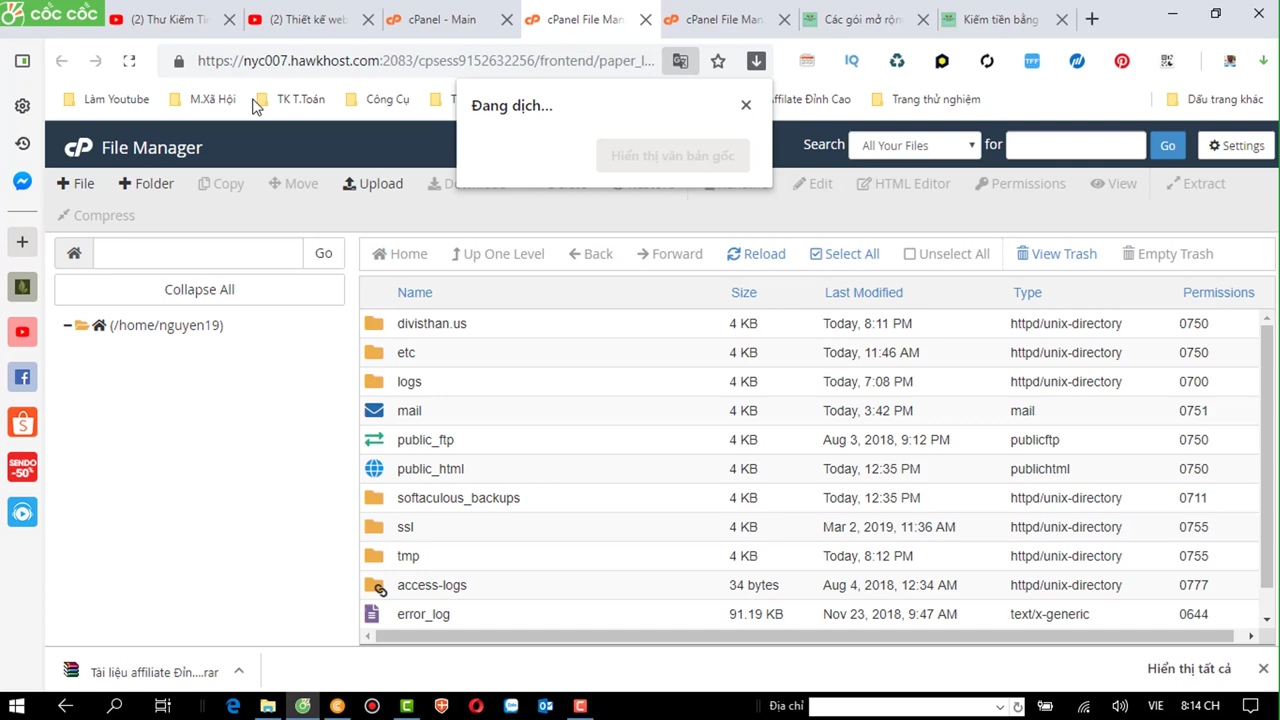 cốc cốc
(2) Thư Kiếm Ti
(2) Thiết kế web
cPanel - Main
cPanel File Man
cPanel File Man
Các gói mở rộn
Kiếm tiền bằng
https://nyc007.hawkhost.com:2083/cpsess9152632256/frontend/paper_l...
IQ
TFF
Làm Youtube
M.Xã Hội
TK T.Toán
Công Cụ
T
ffilate Đỉnh Cao
Trang thử nghiệm
Dấu trang khác
Đang dịch...
Hiển thị văn bản gốc
cP File Manager
Search
All Your Files
for
Go
Settings
File
Folder
Copy
Move
Upload
Edit
HTML Editor
Permissions
View
Extract
Compress
Go
Home
Up One Level
Back
Forward
Reload
Select All
Unselect All
View Trash
Empty Trash
Collapse All
(/home/nguyen19)
Name Size Last Modified Type Permissions
divisthan.us 4 KB Today, 8:11 PM httpd/unix-directory 0750
etc 4 KB Today, 11:46 AM httpd/unix-directory 0750
logs 4 KB Today, 7:08 PM httpd/unix-directory 0700
mail 4 KB Today, 3:42 PM mail 0751
public_ftp 4 KB Aug 3, 2018, 9:12 PM publicftp 0750
public_html 4 KB Today, 12:35 PM publichtml 0750
softaculous_backups 4 KB Today, 12:35 PM httpd/unix-directory 0711
ssl 4 KB Mar 2, 2019, 11:36 AM httpd/unix-directory 0755
tmp 4 KB Today, 8:12 PM httpd/unix-directory 0755
access-logs 34 bytes Aug 4, 2018, 12:34 AM httpd/unix-directory 0777
error_log 91.19 KB Nov 23, 2018, 9:47 AM text/x-generic 0644
SENDO
-50%
Tài liệu affiliate Đỉn....rar
Hiển thị tất cả
Địa chỉ
VIE
8:14 CH